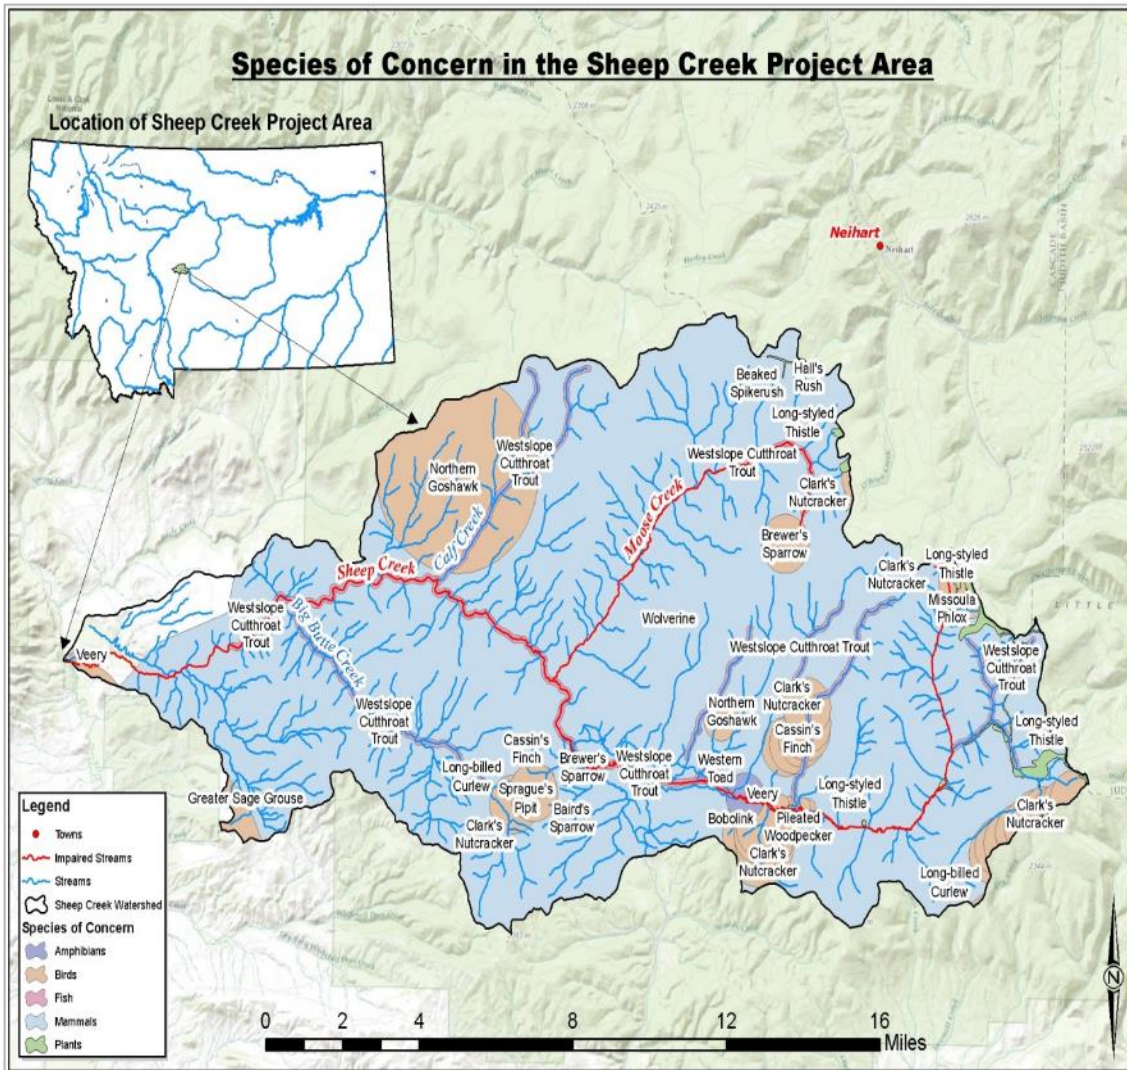 Species of Concern in the Sheep Creek Project Area
Location of Sheep Creek Project Area
Neihart
Neihart
Beaked
Spikerush
Hall's
Rush
Long-styled
Thistle
Westslope
Cutthroat
Trout
Northern
Goshawk
Westslope Cutthroat
Trout
Clark's
Nutcracker
Calf Creek
Moose Creek
Brewer's
Sparrow
Sheep Creek
Long-styled
Thistle
Clark's
Nutcracker
Missoula
Phlox
Westslope
Cutthroat
Trout
Big Butte Creek
Wolverine
Westslope Cutthroat Trout
Westslope
Cutthroat
Trout
Veery
Clark's
Nutcracker
Northern
Goshawk
Westslope
Cutthroat
Trout
Cassin's
Finch
Long-styled
Thistle
Cassin's
Finch
Brewer's
Sparrow
Westslope
Cutthroat
Trout
Western
Toed
Long-billed
Curlew
Sprague's
Pipit
Veery
Long-styled
Thistle
Greater Sage Grouse
Baird's
Sparrow
Bobolink
Pileated
Woodpecker
Clark's
Nutcracker
Clark's
Nutcracker
Clark's
Nutcracker
Long-billed
Curlew
Legend
Towns
Impaired Streams
Streams
Sheep Creek Watershed
Species of Concern
Amphibians
Birds
Fish
Mammals
Plants
0 2 4 8 12 16
Miles
N
CASCADE
JUDITH BASIN
LITTLE